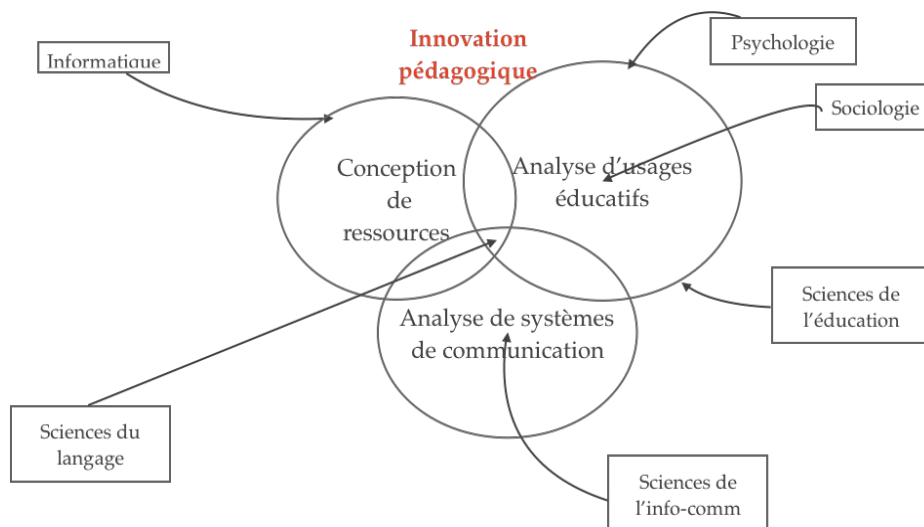 Innovation
pédagogique
Informatique
Psychologie
Sociologie
Conception
de
ressources
Analyse d'usages
éducatifs
Analyse de systèmes
de communication
Sciences de
l'éducation
Sciences du
langage
Sciences de
l'info-comm